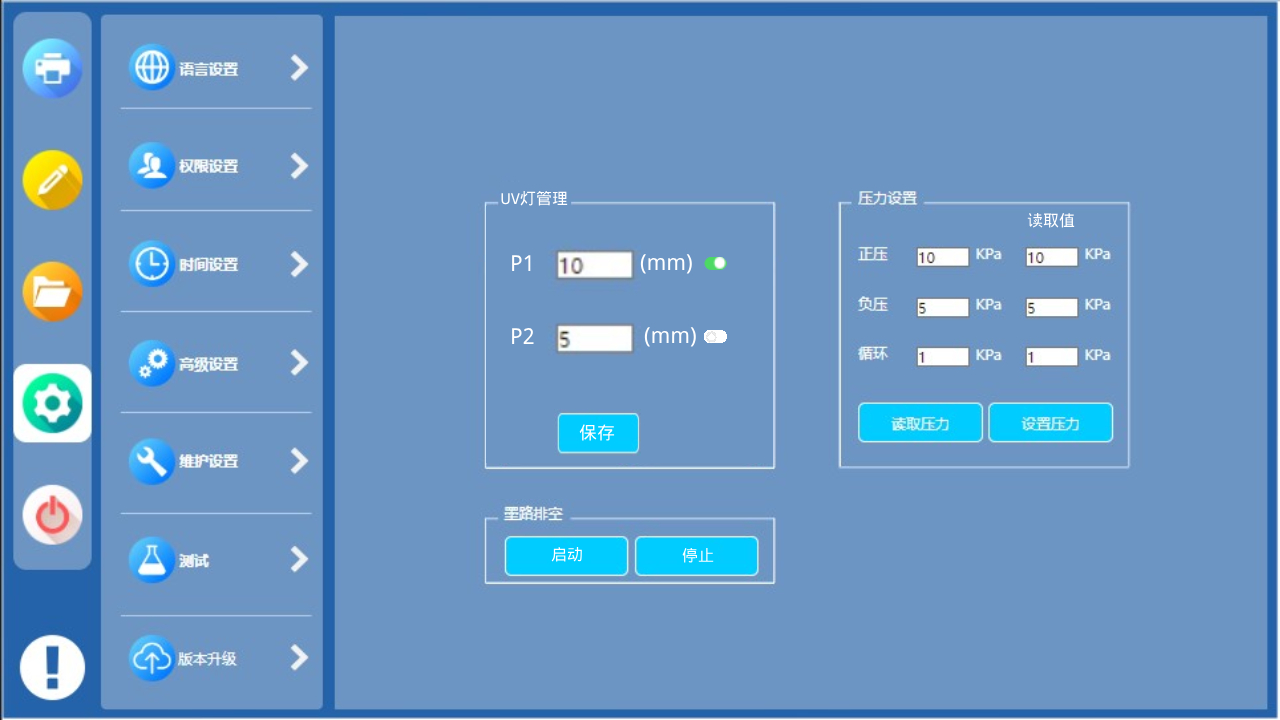 语言设置
权限设置
时间设置
高级设置
维护设置
测试
版本升级
UV灯管理
P1 10 (mm)
P2 5 (mm)
保存
墨路排空
启动 停止
压力设置
读取值
正压 10 KPa 10 KPa
负压 5 KPa 5 KPa
循环 1 KPa 1 KPa
读取压力 设置压力